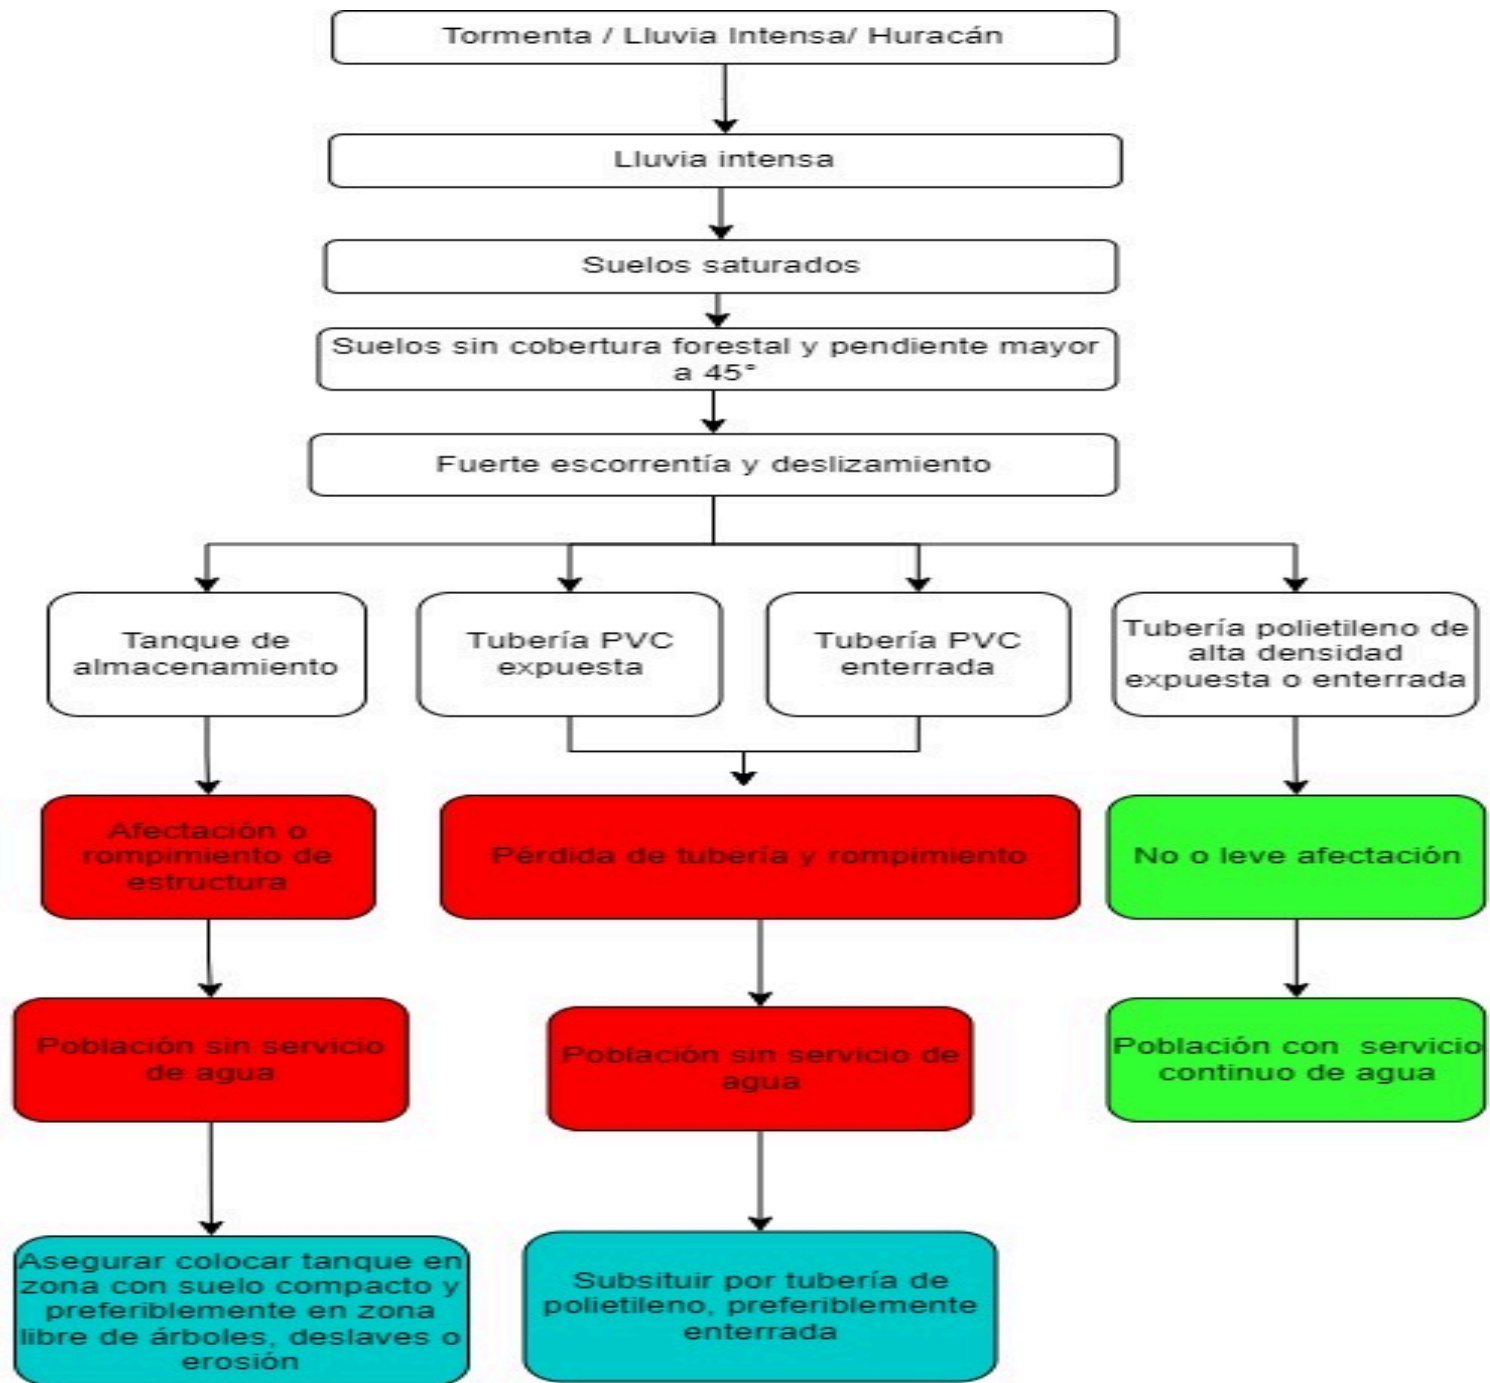 Tormenta / Lluvia Intensa/ Huracán
Lluvia intensa
Suelos saturados
Suelos sin cobertura forestal y pendiente mayor
a 45°
Fuerte escorrentía y deslizamiento
Tanque de
almacenamiento
Tubería PVC
expuesta
Tubería PVC
enterrada
Tubería polietileno de
alta densidad
expuesta o enterrada
Afectación o
rompimiento de
estructura
Pérdida de tubería y rompimiento
No o leve afectación
Población sin servicio
de agua
Población sin servicio de
agua
Población con servicio
continuo de agua
Asegurar colocar tanque en
zona con suelo compacto y
preferiblemente en zona
libre de árboles, deslaves o
erosión
Subsituir por tubería de
polietileno, preferiblemente
enterrada